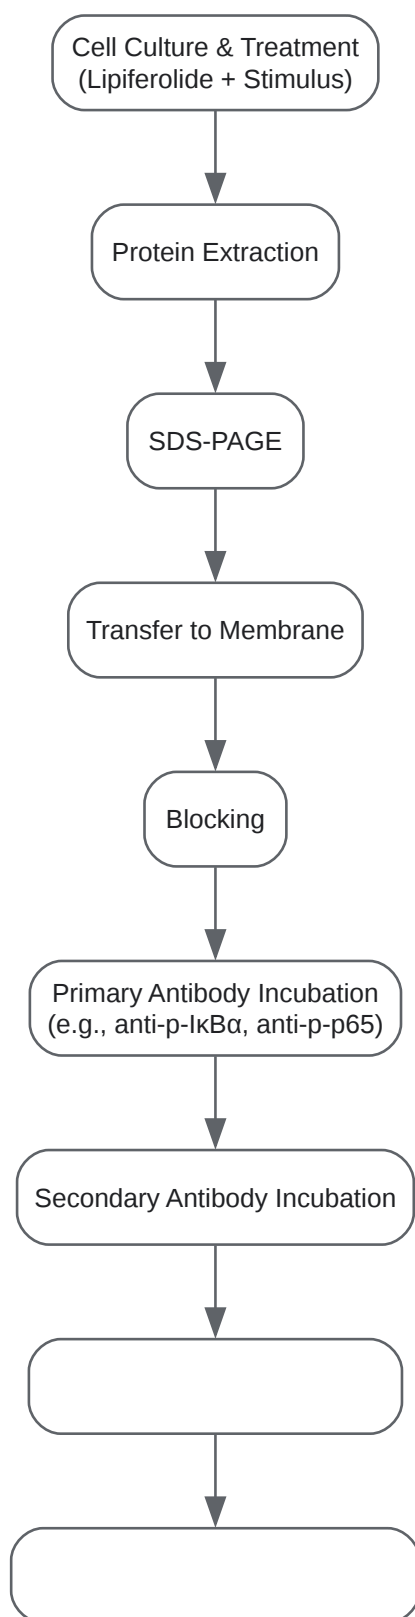 Cell Culture & Treatment
(Lipiferolide + Stimulus)
Protein Extraction
SDS-PAGE
Transfer to Membrane
Blocking
Primary Antibody Incubation
(e.g., anti-p-IκBα, anti-p-p65)
Secondary Antibody Incubation